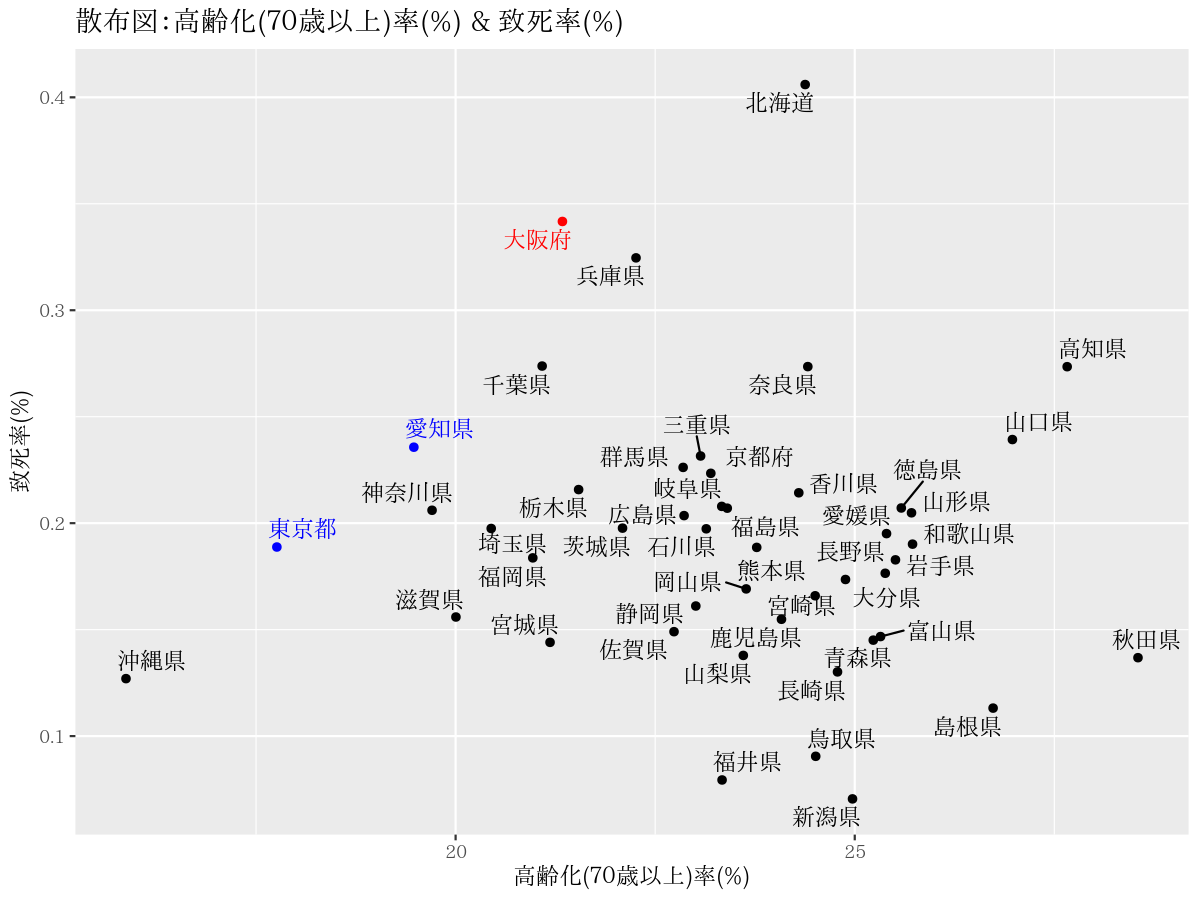 散布図：高齢化(70歳以上)率(%) & 致死率(%)
致死率(%)
0.4
0.3
0.2
0.1
北海道
大阪府
兵庫県
高知県
千葉県
奈良県
山口県
三重県
愛知県
群馬県
京都府
徳島県
香川県
神奈川県
岐阜県
山形県
栃木県
広島県
愛媛県
東京都
福島県
和歌山県
埼玉県
茨城県
石川県
長野県
岩手県
福岡県
熊本県
岡山県
大分県
滋賀県
宮崎県
静岡県
宮城県
富山県
鹿児島県
秋田県
佐賀県
青森県
沖縄県
山梨県
長崎県
島根県
鳥取県
福井県
新潟県
20
25
高齢化(70歳以上)率(%)